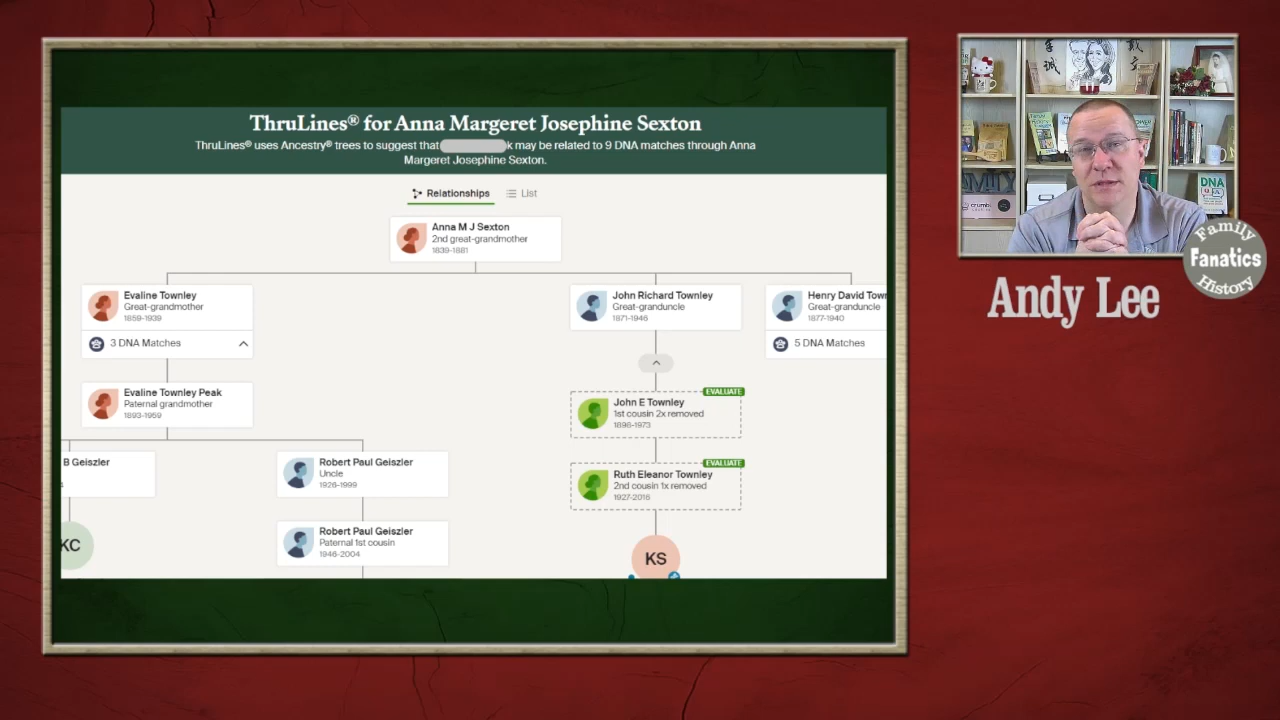 ThruLines® for Anna Margeret Josephine Sexton
ThruLines® uses Ancestry® trees to suggest that k may be related to 9 DNA matches through Anna
Margeret Josephine Sexton.
Relationships
List
Anna M J Sexton
2nd great-grandmother
1839-1881
Evaline Townley
Great-grandmother
1859-1939
3 DNA Matches
John Richard Townley
Great-granduncle
1871-1946
Henry David Town
Great-granduncle
1877-1940
5 DNA Matches
Evaline Townley Peak
Paternal grandmother
1893-1969
EVALUATE
John E Townley
1st cousin 2x removed
1896-1973
B Geiszler
Robert Paul Geiszler
Uncle
1926-1999
EVALUATE
Ruth Eleanor Townley
2nd cousin 1x removed
1927-2016
KC
Robert Paul Geiszler
Paternal 1st cousin
1946-2004
KS
DNA
Family
Fanatics
History
Andy Lee